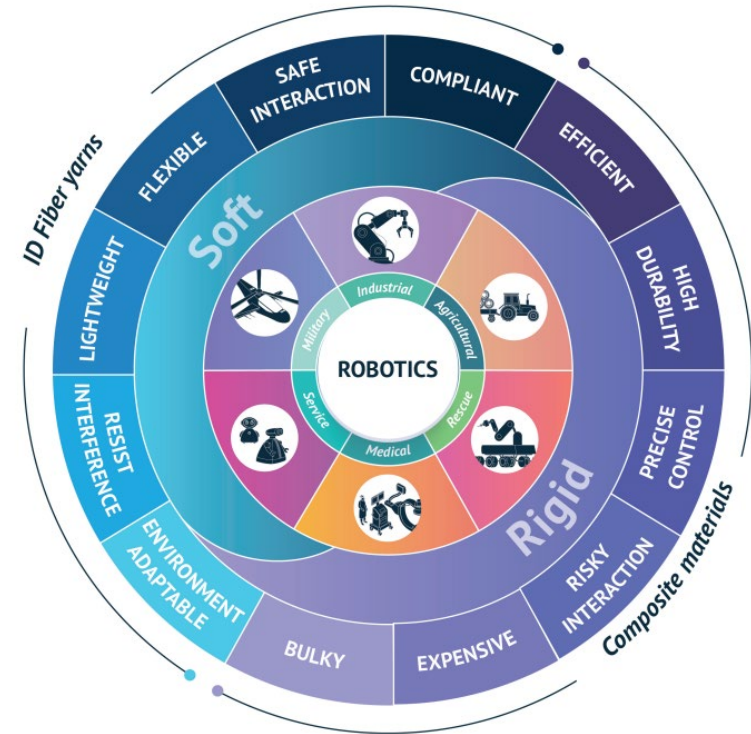 SAFE
INTERACTION
COMPLIANT
EFFICIENT
HIGH
DURABILITY
PRECISE
CONTROL
RISKY
INTERACTION
EXPENSIVE
BULKY
ENVIRONMENT
ADAPTABLE
RESIST
INTERFERENCE
LIGHTWEIGHT
FLEXIBLE
ID Fiber yarns
Composite materials
Soft
Rigid
Industrial
Agricultural
Rescue
Medical
Service
Military
ROBOTICS